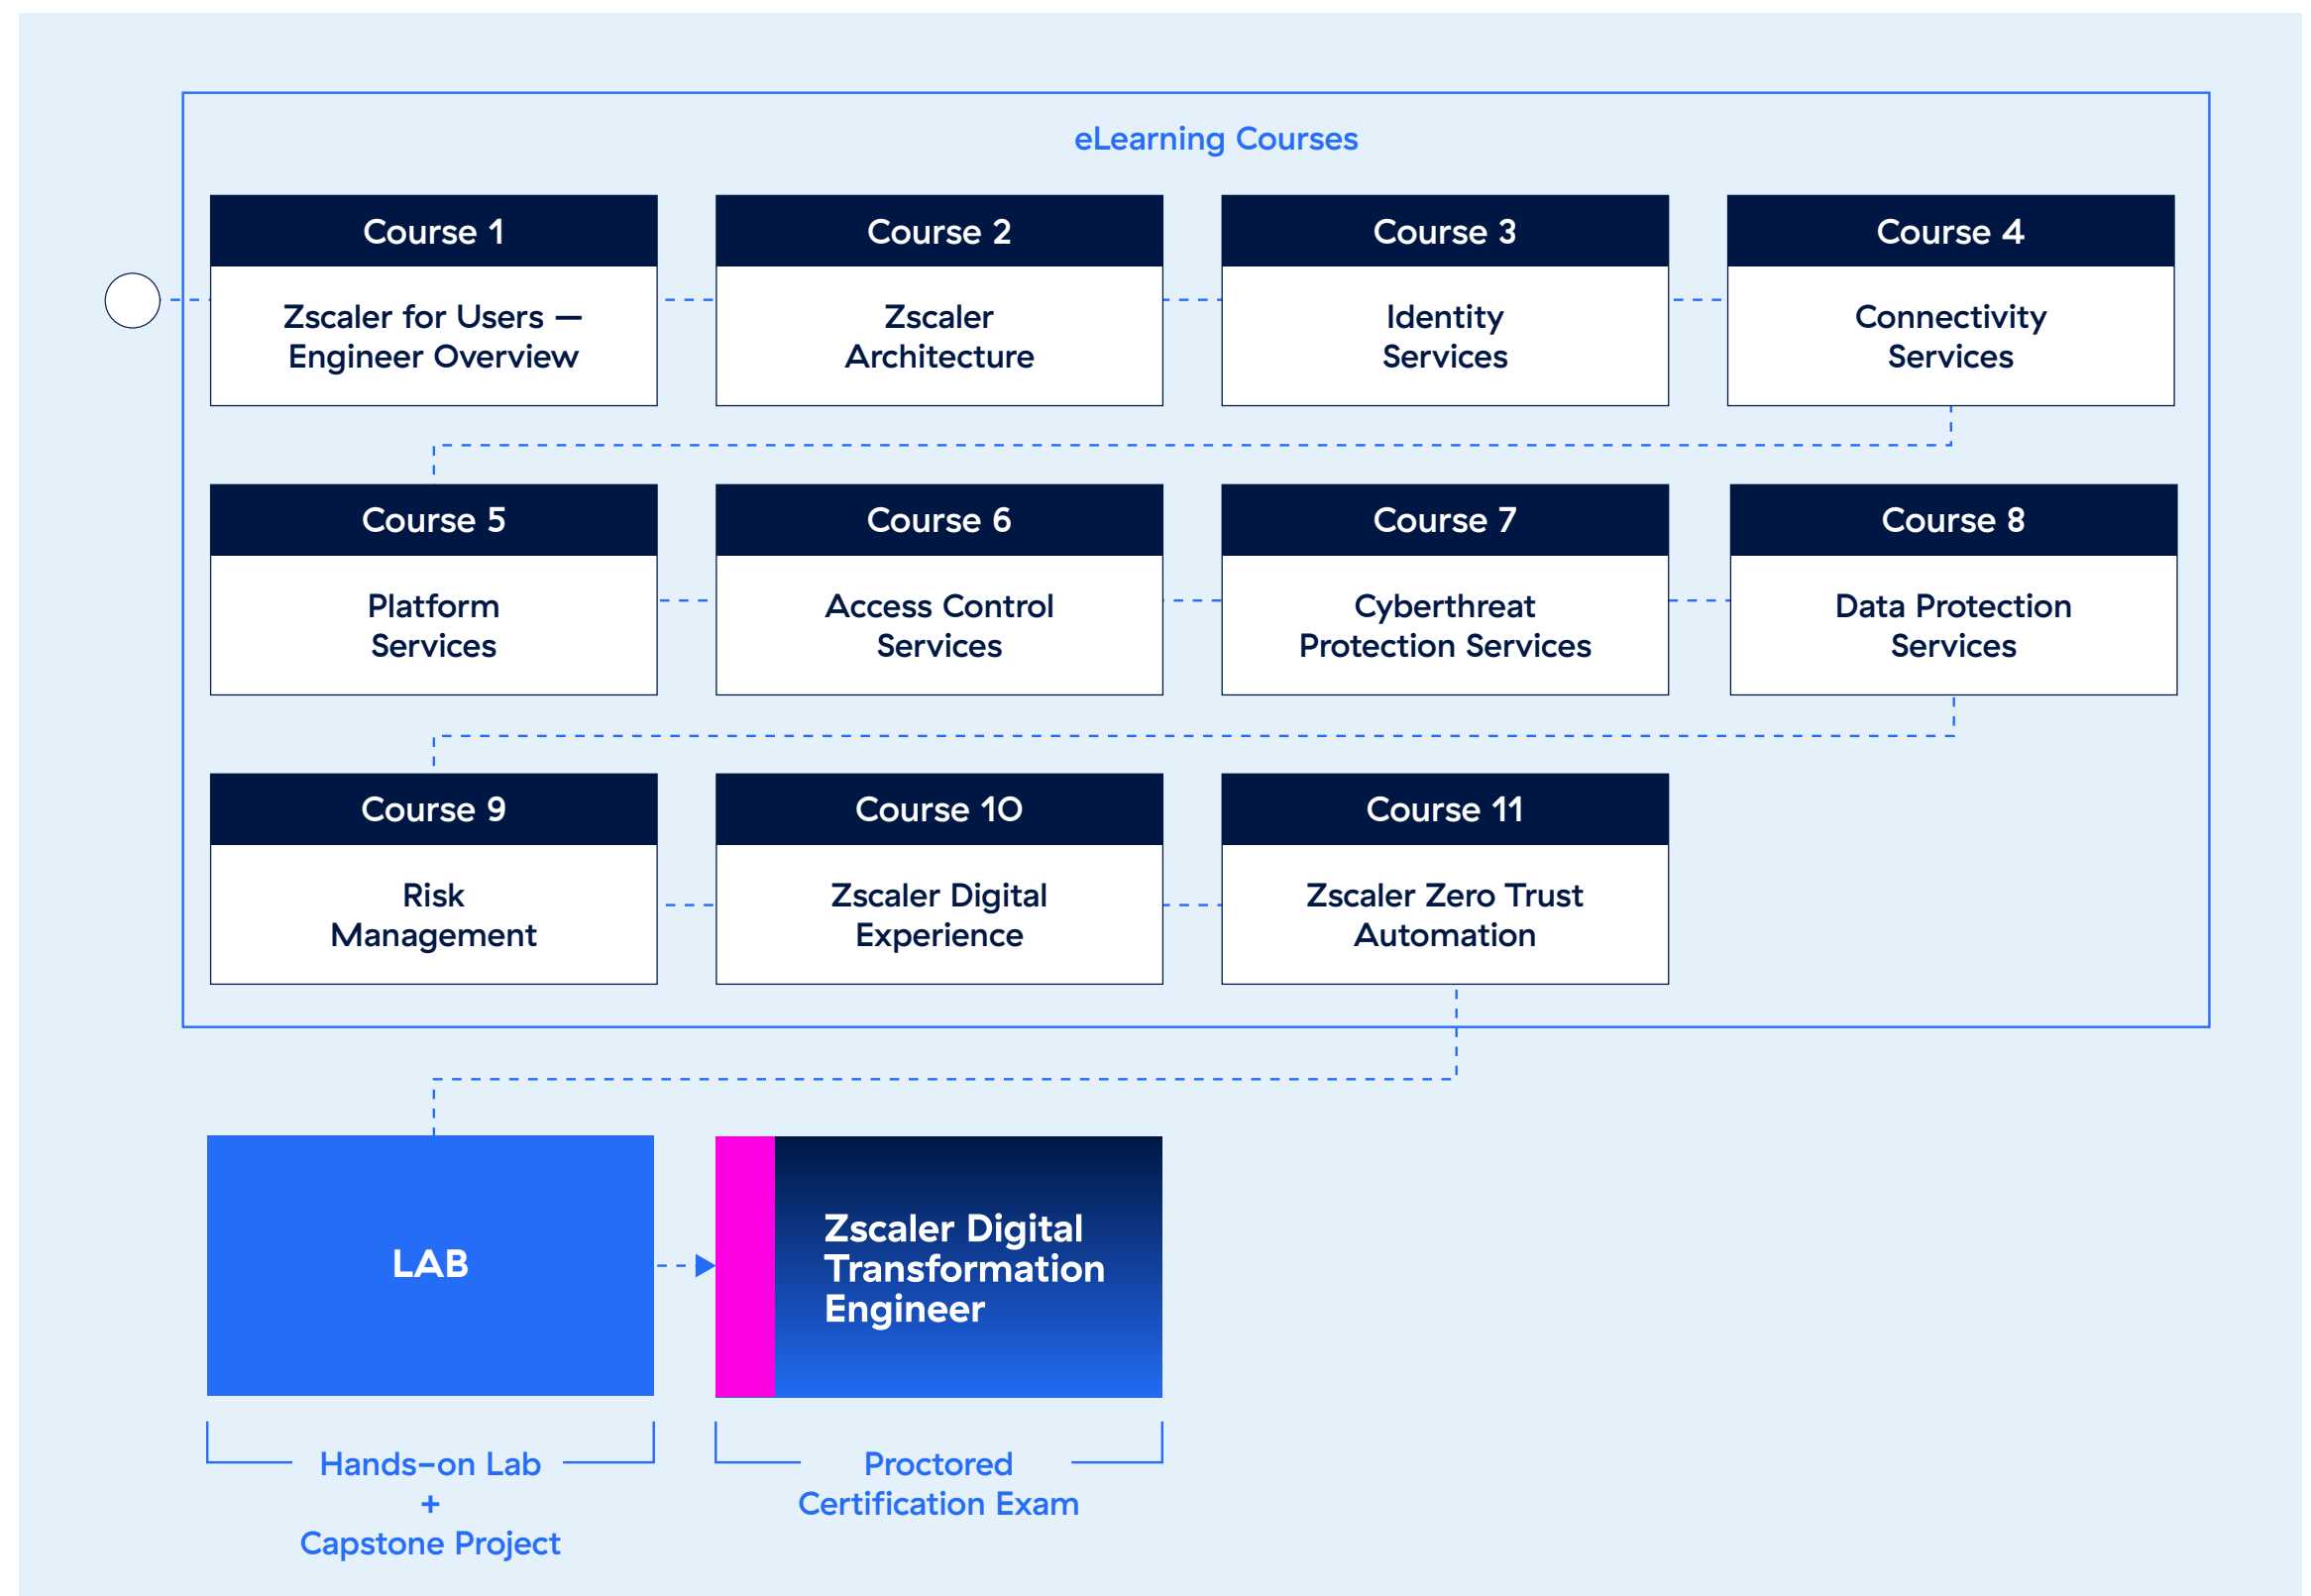 eLearning Courses
Course 1
Zscaler for Users —
Engineer Overview
Course 2
Zscaler
Architecture
Course 3
Identity
Services
Course 4
Connectivity
Services
Course 5
Platform
Services
Course 6
Access Control
Services
Course 7
Cyberthreat
Protection Services
Course 8
Data Protection
Services
Course 9
Risk
Management
Course 10
Zscaler Digital
Experience
Course 11
Zscaler Zero Trust
Automation
LAB
Hands-on Lab
+
Capstone Project
Zscaler Digital
Transformation
Engineer
Proctored
Certification Exam